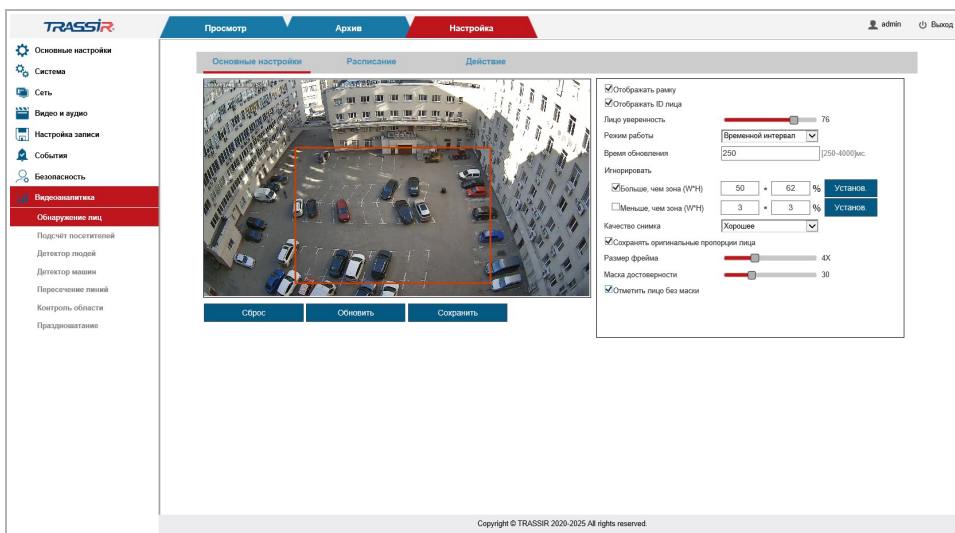 TRASSIR
Просмотр
Архив
Настройка
admin
Выход
Основные настройки
Система
Сеть
Видео и аудио
Настройка записи
События
Безопасность
Видеоаналитика
Обнаружение лиц
Подсчёт посетителей
Детектор людей
Детектор машин
Пересечение линий
Контроль области
Праздношатание
Основные настройки
Расписание
Действие
Сброс
Обновить
Сохранить
Отображать рамку
Отображать ID лица
Лицо уверенность 76
Режим работы Временной интервал
Время обновления 250 [250-4000]мс.
Игнорировать
Больше, чем зона (W*H) 50 * 62 % Установ.
Меньше, чем зона (W*H) 3 * 3 % Установ.
Качество снимка Хорошее
Сохранять оригинальные пропорции лица
Размер фрейма 4X
Маска достоверности 30
Отметить лицо без маски
Copyright © TRASSIR 2020-2025 All rights reserved.